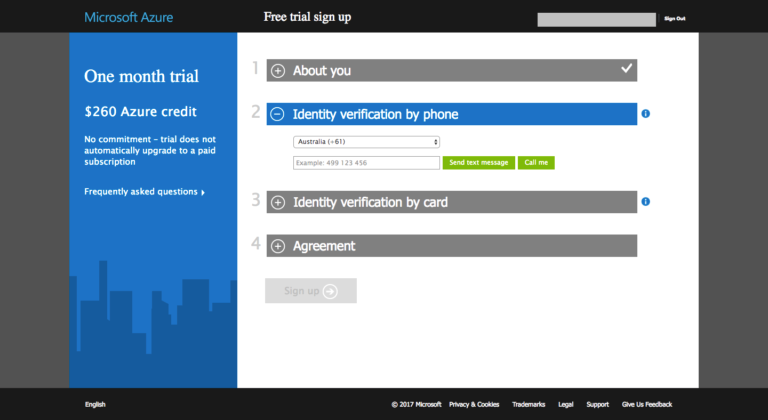 Microsoft Azure
Free trial sign up
Sign Out
One month trial
$260 Azure credit
No commitment – trial does not
automatically upgrade to a paid
subscription
Frequently asked questions
1 About you
2 Identity verification by phone
Australia (+61)
Example: 499 123 456 Send text message Call me
3 Identity verification by card
4 Agreement
Sign up
English
© 2017 Microsoft Privacy & Cookies Trademarks Legal Support Give Us Feedback